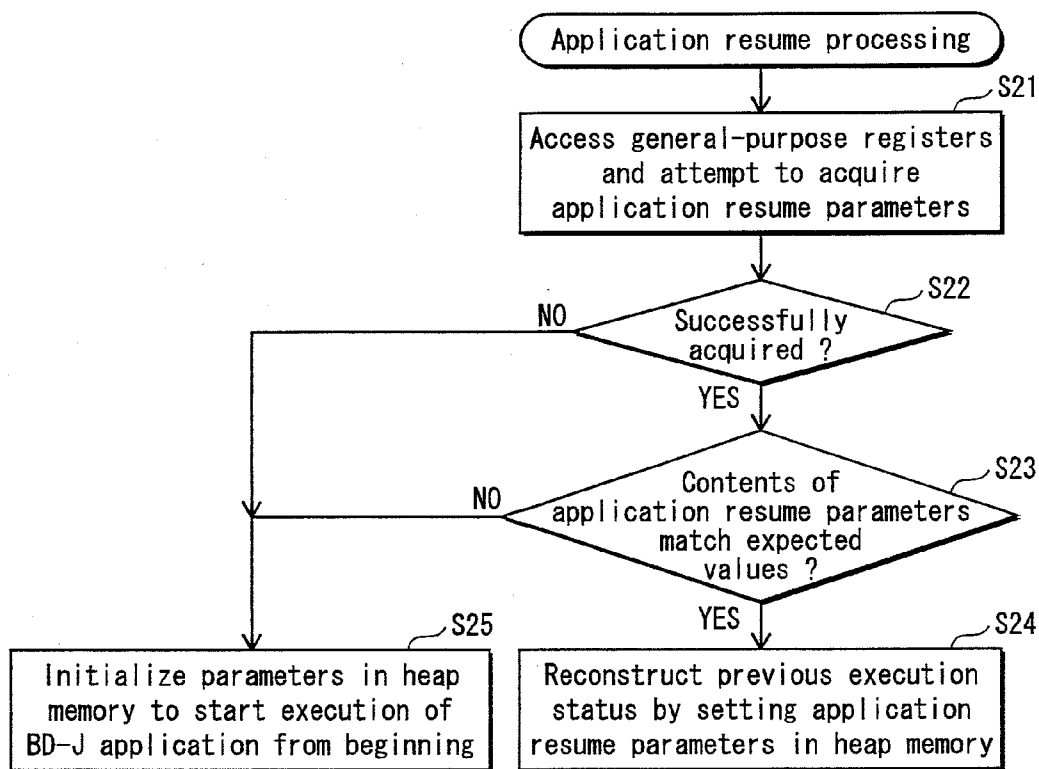 Application resume processing
S21
Access general-purpose registers
and attempt to acquire
application resume parameters
S22
NO
Successfully
acquired ?
YES
S23
NO
Contents of
application resume parameters
match expected
values ?
YES
S25
S24
Initialize parameters in heap
memory to start execution of
BD-J application from beginning
Reconstruct previous execution
status by setting application
resume parameters in heap memory